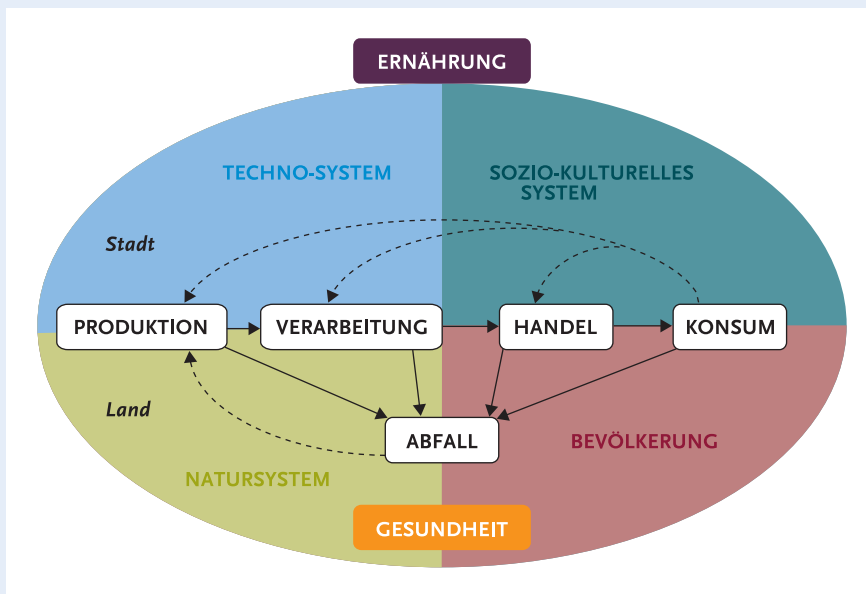 ERNÄHRUNG
TECHNO-SYSTEM
SOZIO-KULTURELLES
SYSTEM
Stadt
PRODUKTION
VERARBEITUNG
HANDEL
KONSUM
Land
ABFALL
BEVÖLKERUNG
NATURSYSTEM
GESUNDHEIT